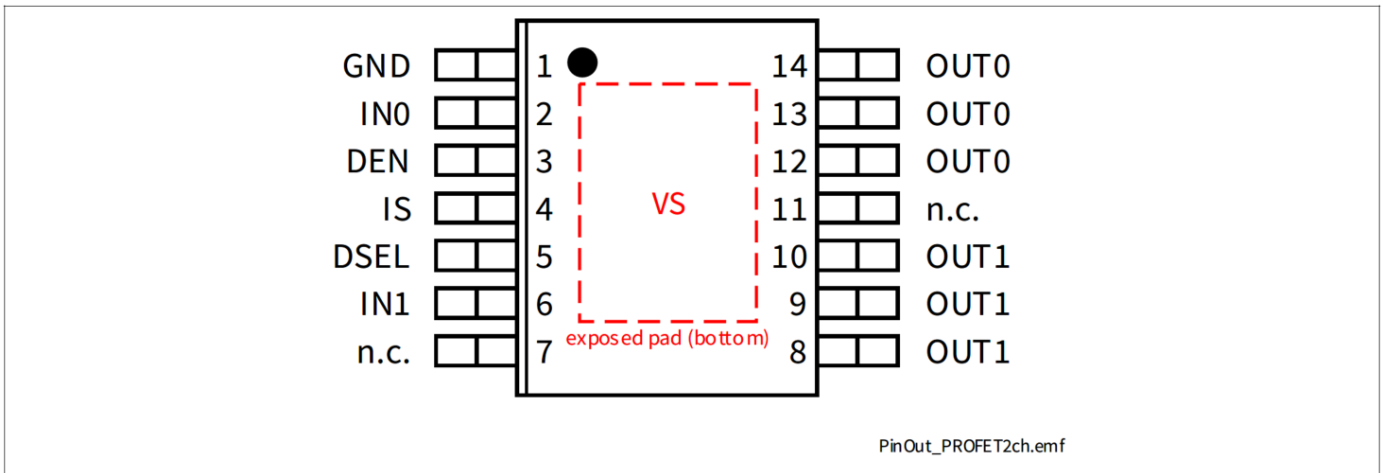 GND 1 14 OUT0
IN0 2 13 OUT0
DEN 3 12 OUT0
IS 4 VS 11 n.c.
DSEL 5 10 OUT1
IN1 6 9 OUT1
exposed pad (bottom)
n.c. 7 8 OUT1
PinOut_PROFET2ch.emf